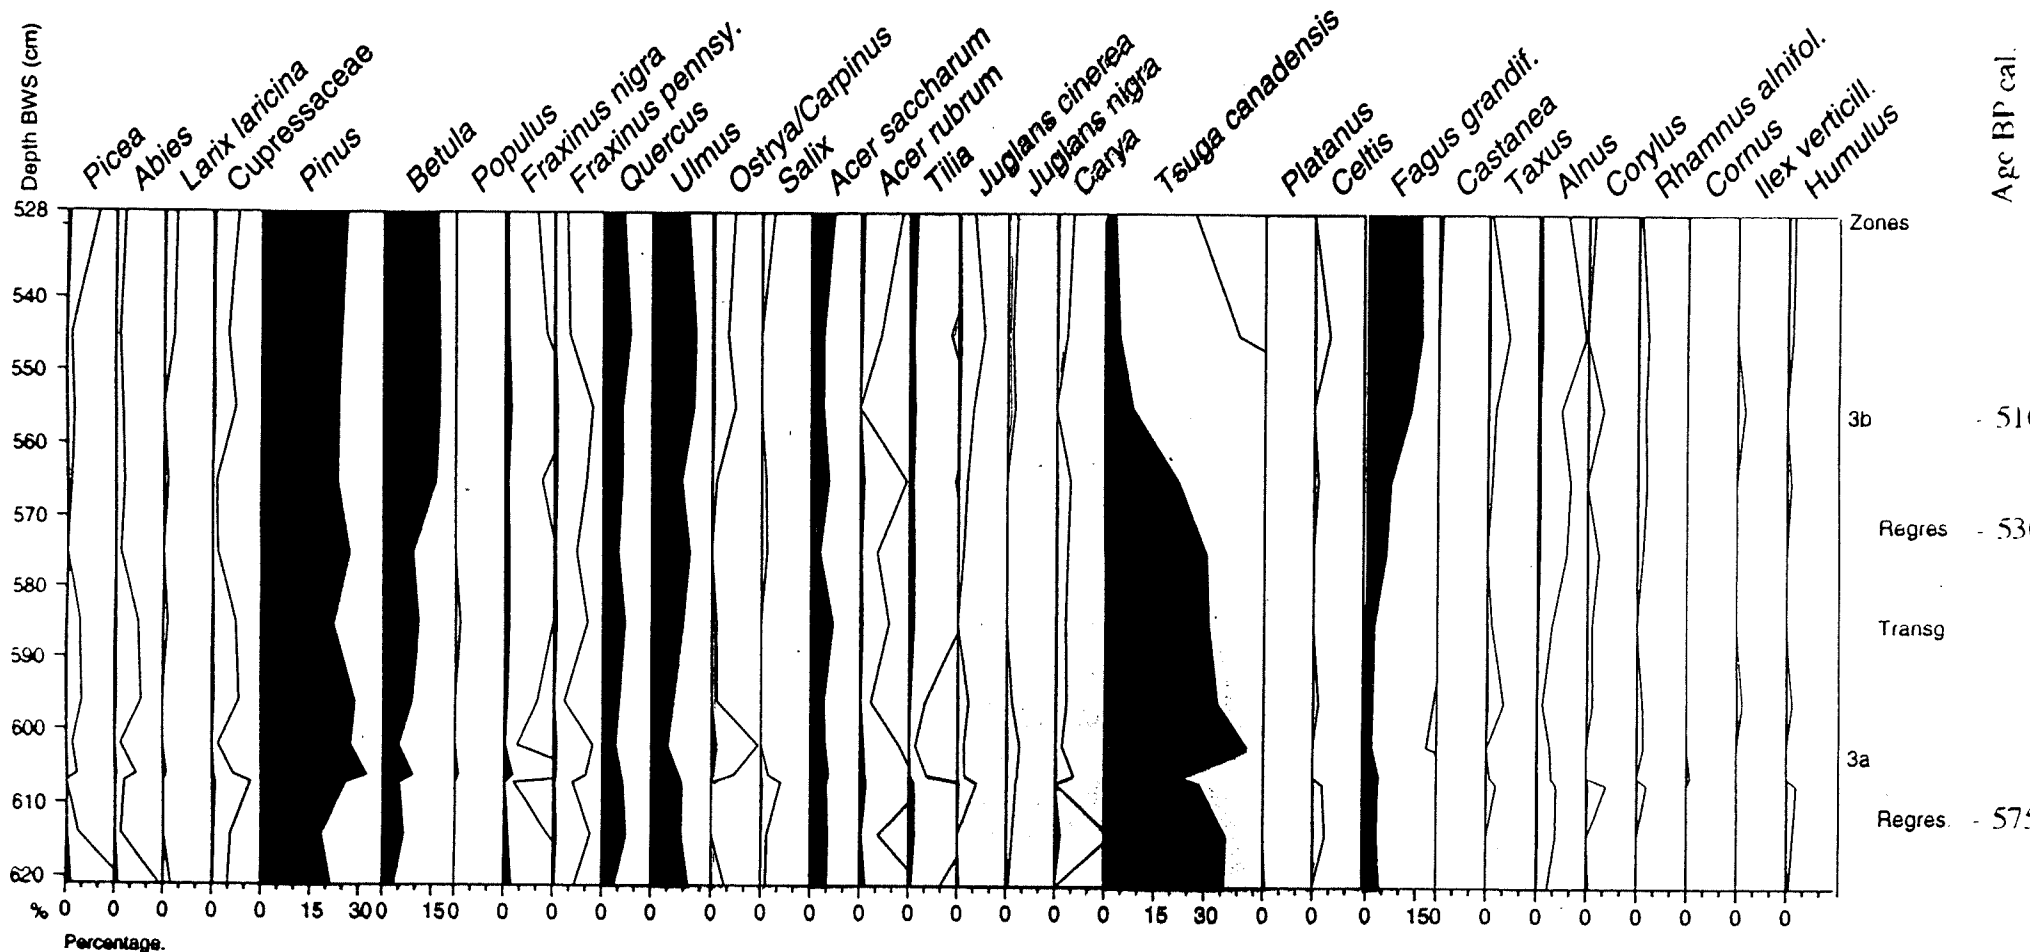 Depth BWS (cm)
Picea
Abies
Larix laricina
Cupressaceae
Pinus
Betula
Populus
Fraxinus nigra
Fraxinus pennsy.
Quercus
Ulmus
Ostrya/Carpinus
Salix
Acer saccharum
Acer rubrum
Tilia
Juglans cinerea
Juglans nigra
Carya
Tsuga canadensis
Platanus
Celtis
Fagus grandif.
Castanea
Taxus
Alnus
Corylus
Rhamnus alnifol.
Cornus
Ilex verticill.
Humulus
Age BP cal.
528
Zones
540
550
560
3b
- 510
570
Regres
- 530
580
Transg
590
600
3a
610
Regres.
- 575
620
% 0 0 0 0 0 15 30 0 15 0 0 0 0 0 0 0 0 0 0 0 0 0 15 30 0 0 0 15 0 0 0 0 0 0 0 0
Percentage.